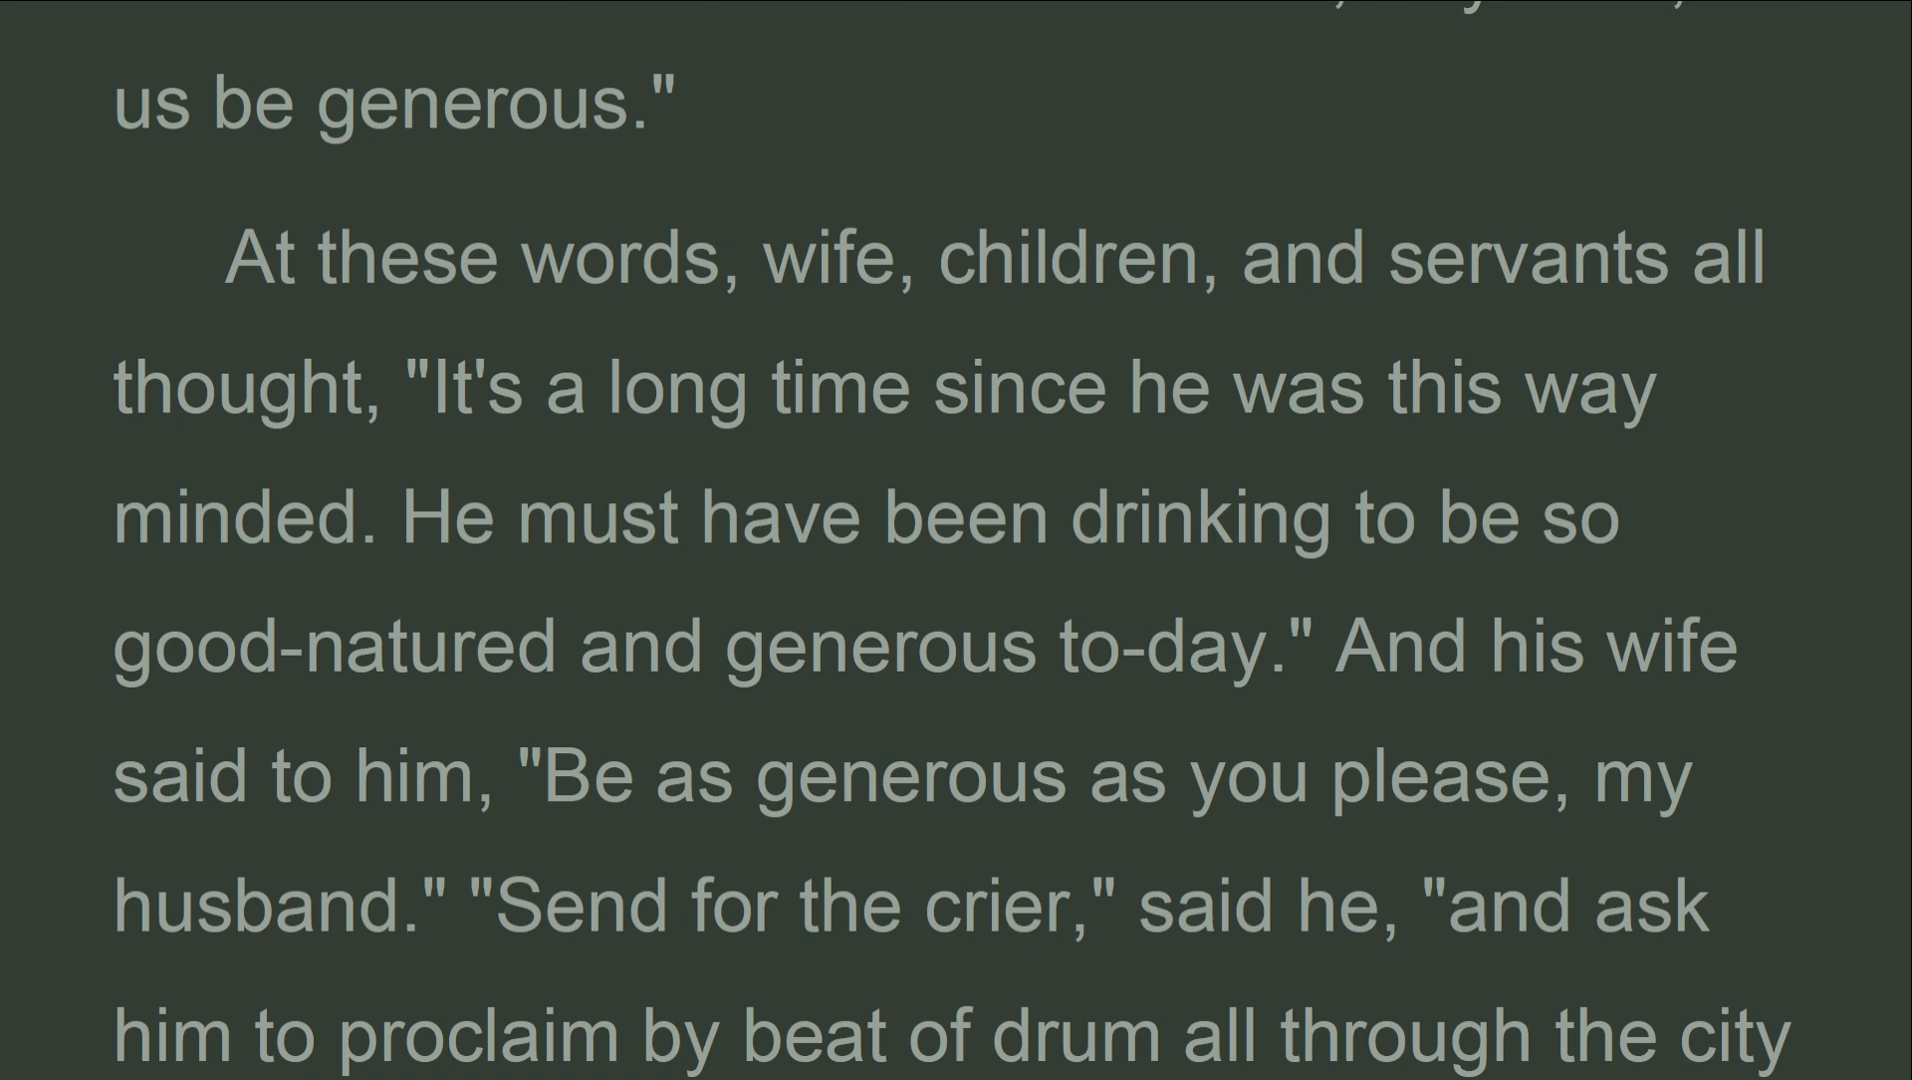 us be generous."
At these words, wife, children, and servants all
thought, "It's a long time since he was this way
minded. He must have been drinking to be so
good-natured and generous to-day." And his wife
said to him, "Be as generous as you please, my
husband." "Send for the crier," said he, "and ask
him to proclaim by beat of drum all through the city